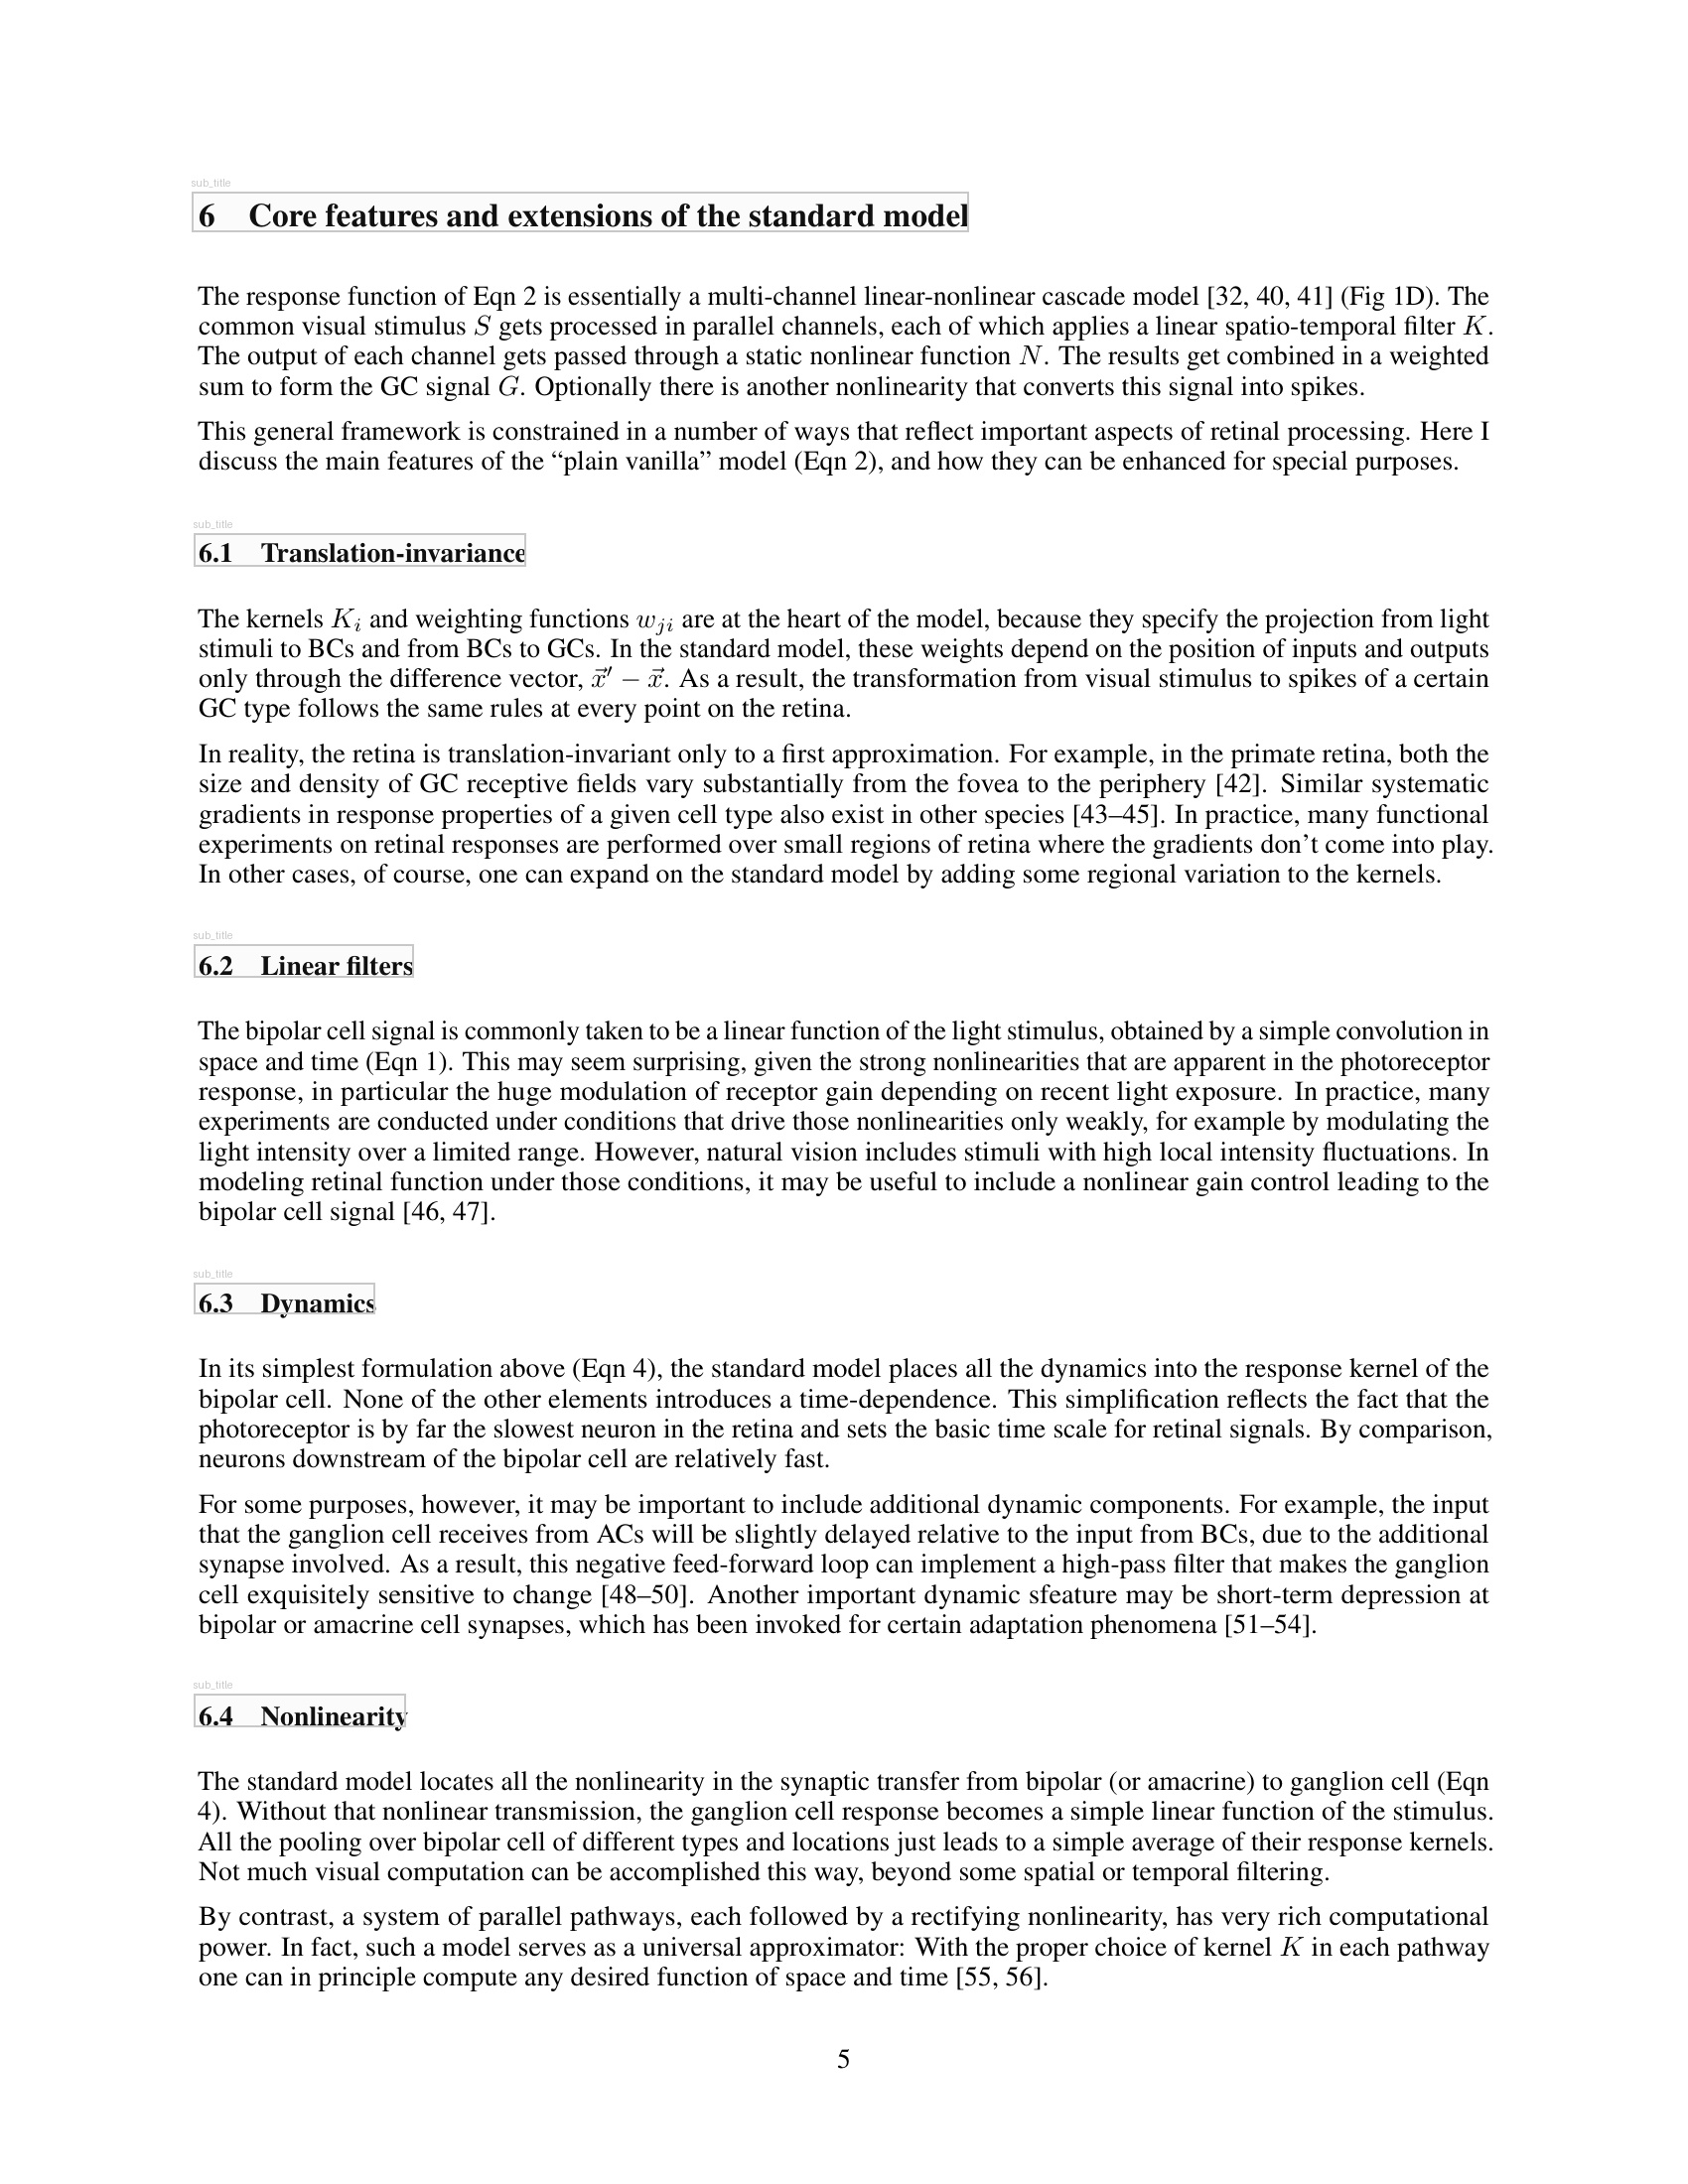 sub_title
6 Core features and extensions of the standard model
The response function of Eqn 2 is essentially a multi-channel linear-nonlinear cascade model [32, 40, 41] (Fig 1D). The
common visual stimulus S gets processed in parallel channels, each of which applies a linear spatio-temporal filter K.
The output of each channel gets passed through a static nonlinear function N. The results get combined in a weighted
sum to form the GC signal G. Optionally there is another nonlinearity that converts this signal into spikes.
This general framework is constrained in a number of ways that reflect important aspects of retinal processing. Here I
discuss the main features of the “plain vanilla” model (Eqn 2), and how they can be enhanced for special purposes.
sub_title
6.1 Translation-invariance
The kernels K_i and weighting functions w_{ji} are at the heart of the model, because they specify the projection from light
stimuli to BCs and from BCs to GCs. In the standard model, these weights depend on the position of inputs and outputs
only through the difference vector, x⃗′ − x⃗. As a result, the transformation from visual stimulus to spikes of a certain
GC type follows the same rules at every point on the retina.
In reality, the retina is translation-invariant only to a first approximation. For example, in the primate retina, both the
size and density of GC receptive fields vary substantially from the fovea to the periphery [42]. Similar systematic
gradients in response properties of a given cell type also exist in other species [43–45]. In practice, many functional
experiments on retinal responses are performed over small regions of retina where the gradients don’t come into play.
In other cases, of course, one can expand on the standard model by adding some regional variation to the kernels.
sub_title
6.2 Linear filters
The bipolar cell signal is commonly taken to be a linear function of the light stimulus, obtained by a simple convolution in
space and time (Eqn 1). This may seem surprising, given the strong nonlinearities that are apparent in the photoreceptor
response, in particular the huge modulation of receptor gain depending on recent light exposure. In practice, many
experiments are conducted under conditions that drive those nonlinearities only weakly, for example by modulating the
light intensity over a limited range. However, natural vision includes stimuli with high local intensity fluctuations. In
modeling retinal function under those conditions, it may be useful to include a nonlinear gain control leading to the
bipolar cell signal [46, 47].
sub_title
6.3 Dynamics
In its simplest formulation above (Eqn 4), the standard model places all the dynamics into the response kernel of the
bipolar cell. None of the other elements introduces a time-dependence. This simplification reflects the fact that the
photoreceptor is by far the slowest neuron in the retina and sets the basic time scale for retinal signals. By comparison,
neurons downstream of the bipolar cell are relatively fast.
For some purposes, however, it may be important to include additional dynamic components. For example, the input
that the ganglion cell receives from ACs will be slightly delayed relative to the input from BCs, due to the additional
synapse involved. As a result, this negative feed-forward loop can implement a high-pass filter that makes the ganglion
cell exquisitely sensitive to change [48–50]. Another important dynamic sfeature may be short-term depression at
bipolar or amacrine cell synapses, which has been invoked for certain adaptation phenomena [51–54].
sub_title
6.4 Nonlinearity
The standard model locates all the nonlinearity in the synaptic transfer from bipolar (or amacrine) to ganglion cell (Eqn
4). Without that nonlinear transmission, the ganglion cell response becomes a simple linear function of the stimulus.
All the pooling over bipolar cell of different types and locations just leads to a simple average of their response kernels.
Not much visual computation can be accomplished this way, beyond some spatial or temporal filtering.
By contrast, a system of parallel pathways, each followed by a rectifying nonlinearity, has very rich computational
power. In fact, such a model serves as a universal approximator: With the proper choice of kernel K in each pathway
one can in principle compute any desired function of space and time [55, 56].
5